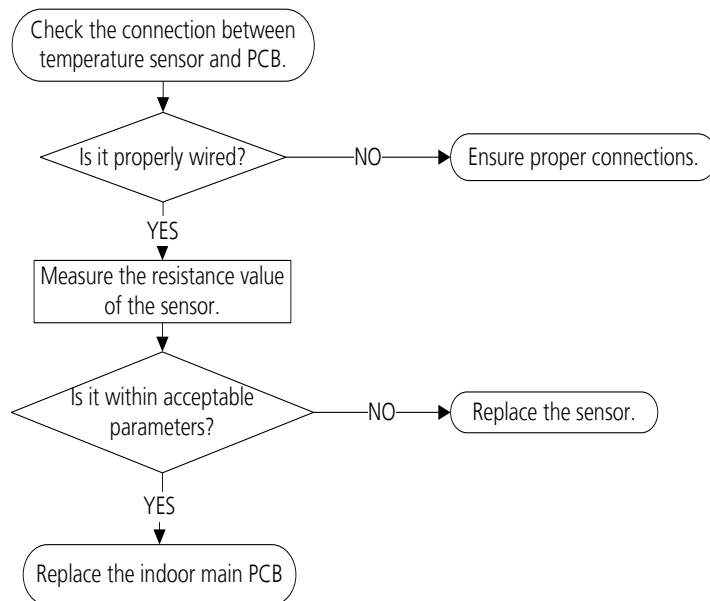 Check the connection between
temperature sensor and PCB.
Is it properly wired?
NO
Ensure proper connections.
YES
Measure the resistance value
of the sensor.
Is it within acceptable
parameters?
NO
Replace the sensor.
YES
Replace the indoor main PCB